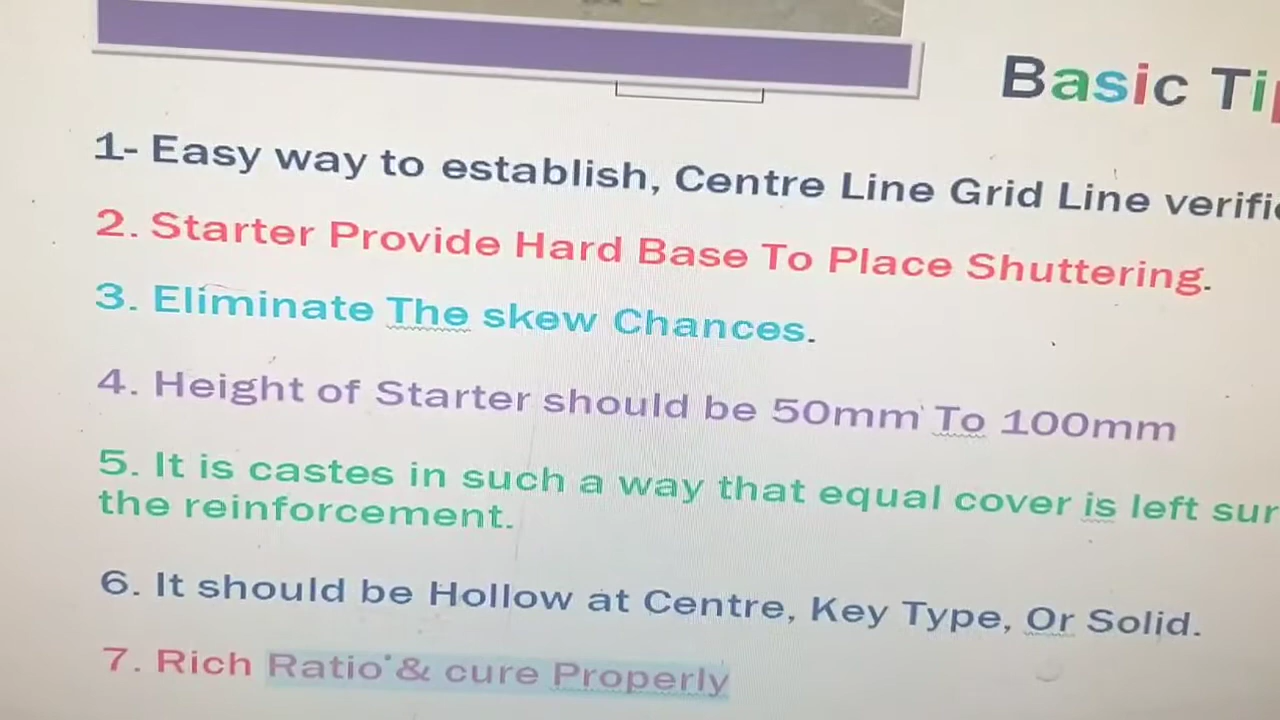 Basic
1- Easy way to establish, Centre Line Grid Line
2. Starter Provide Hard Base To Place Shuttering.
3. Eliminate The skew Chances.
4. Height of Starter should be 50mm To 100mm
5. It is castes in such a way that equal cover is left
the reinforcement.
6. It should be Hollow at Centre, Key Type, Or Solid.
7. Rich Ratio & cure Properly